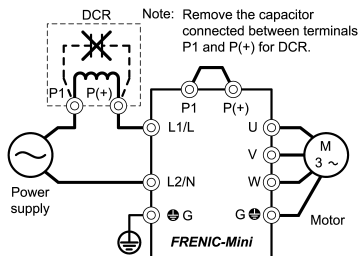 DCR
Note: Remove the capacitor
connected between terminals
P1 and P(+) for DCR.
P1 P(+)
P1 P(+)
L1/L
U
M
3 ~
V
L2/N
W
Power
supply
G
G
Motor
FRENIC-Mini